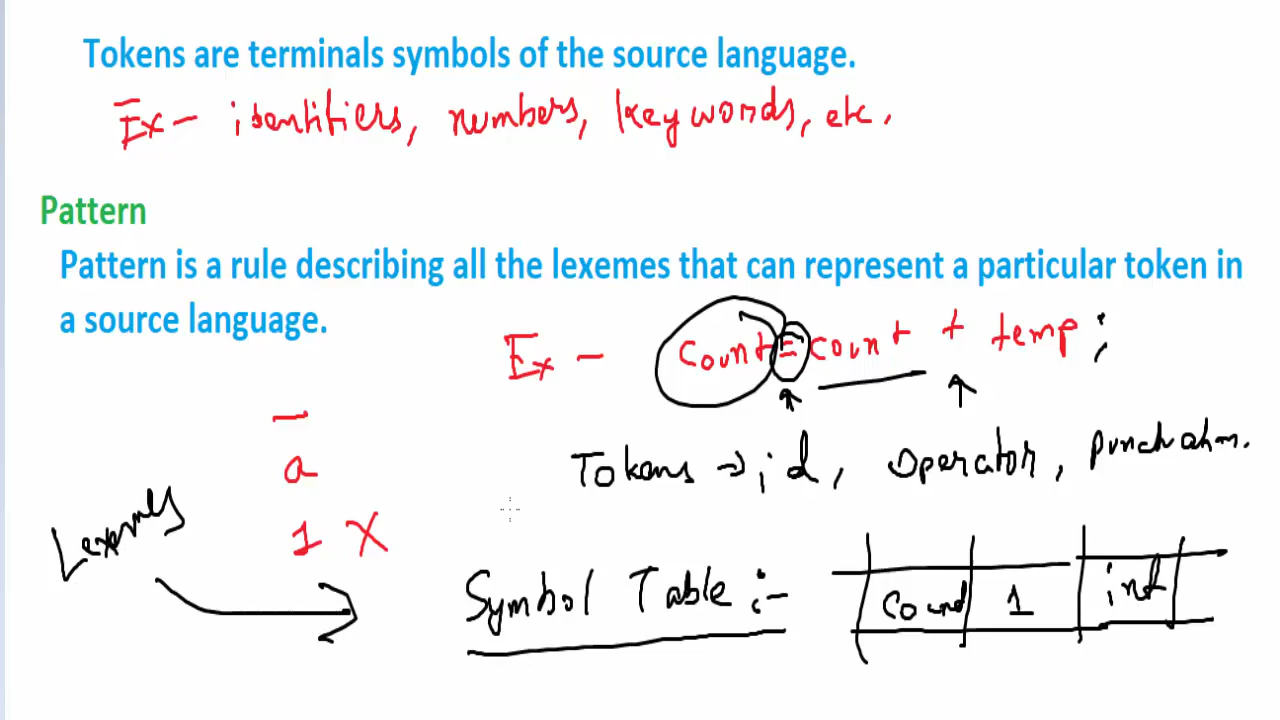 Tokens are terminals symbols of the source language.
Ex - identifiers, numbers, keywords, etc.
Pattern
Pattern is a rule describing all the lexemes that can represent a particular token in
a source language.
Ex - count = count + temp ;
_
a
Tokens → id, operator,
1 X
Lexemes
Symbol Table :- count 1 int